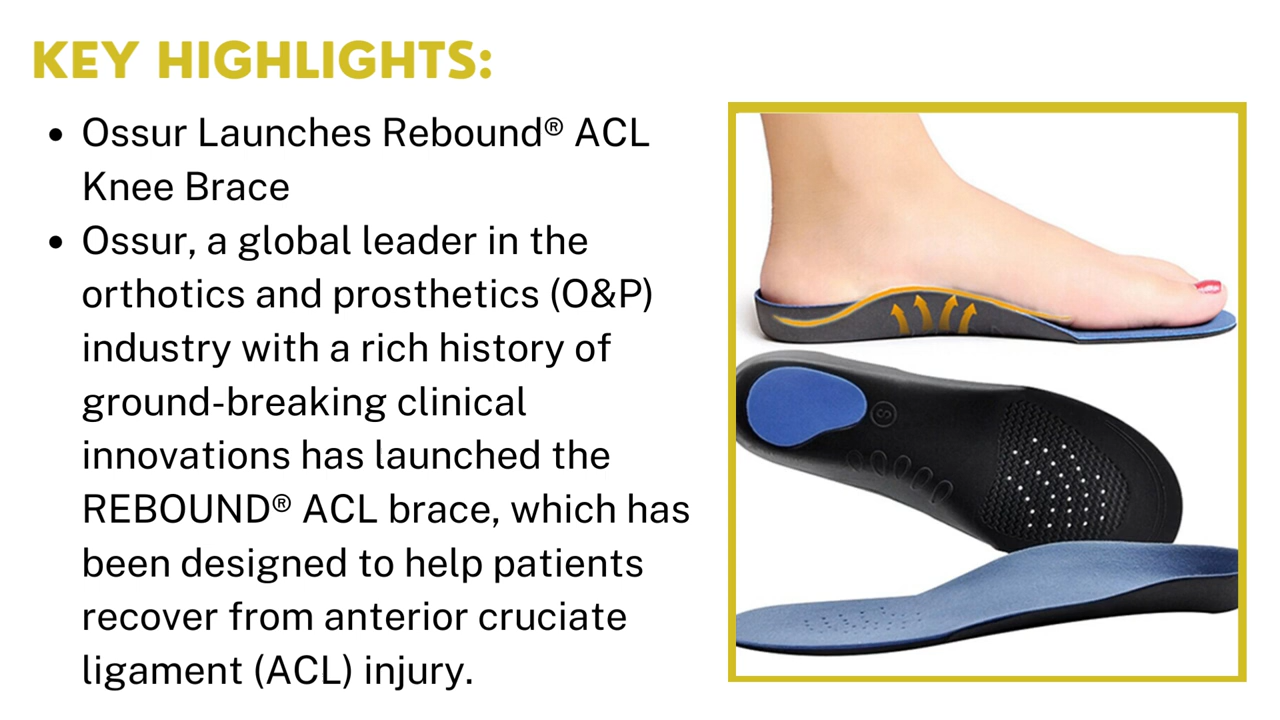 KEY HIGHLIGHTS:
• Ossur Launches Rebound® ACL
Knee Brace
• Ossur, a global leader in the
orthotics and prosthetics (O&P)
industry with a rich history of
ground-breaking clinical
innovations has launched the
REBOUND® ACL brace, which has
been designed to help patients
recover from anterior cruciate
ligament (ACL) injury.
S